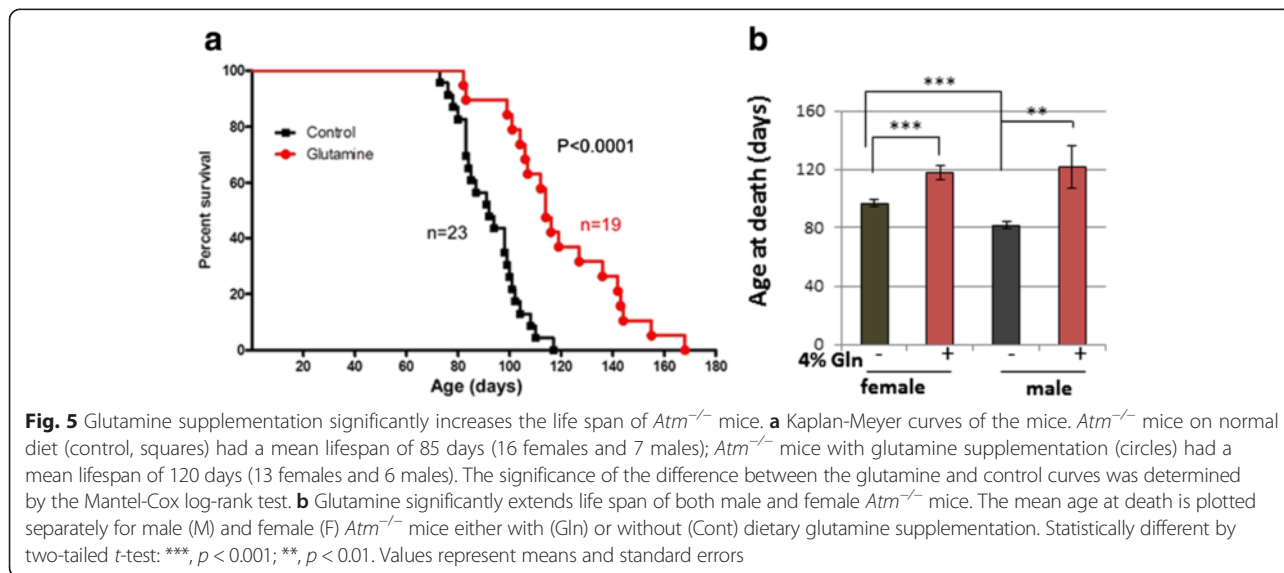 a
100
80
60
40
20
0
Percent survival
Control
Glutamine
P<0.0001
n=23
n=19
20 40 60 80 100 120 140 160 180
Age (days)
b
***
***
**
160
120
80
40
0
Age at death (days)
4% Gln - + - +
female male
Fig. 5 Glutamine supplementation significantly increases the life span of Atm−/− mice. a Kaplan-Meyer curves of the mice. Atm−/− mice on normal
diet (control, squares) had a mean lifespan of 85 days (16 females and 7 males); Atm−/− mice with glutamine supplementation (circles) had a
mean lifespan of 120 days (13 females and 6 males). The significance of the difference between the glutamine and control curves was determined
by the Mantel-Cox log-rank test. b Glutamine significantly extends life span of both male and female Atm−/− mice. The mean age at death is plotted
separately for male (M) and female (F) Atm−/− mice either with (Gln) or without (Cont) dietary glutamine supplementation. Statistically different by
two-tailed t-test: ***, p < 0.001; **, p < 0.01. Values represent means and standard errors